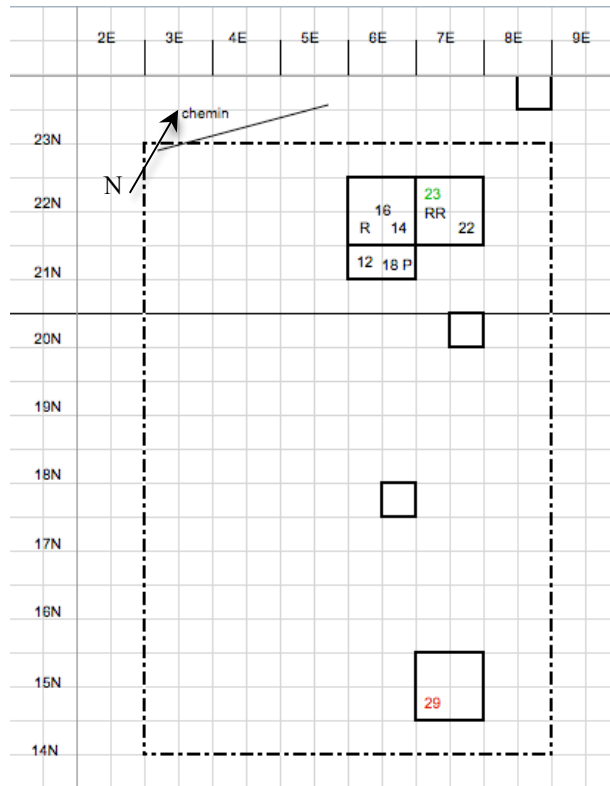 2E 3E 4E 5E 6E 7E 8E 9E
chemin
23N
N
23
22N 16 RR
R 14 22
12 18 P
21N
20N
19N
18N
17N
16N
15N
29
14N